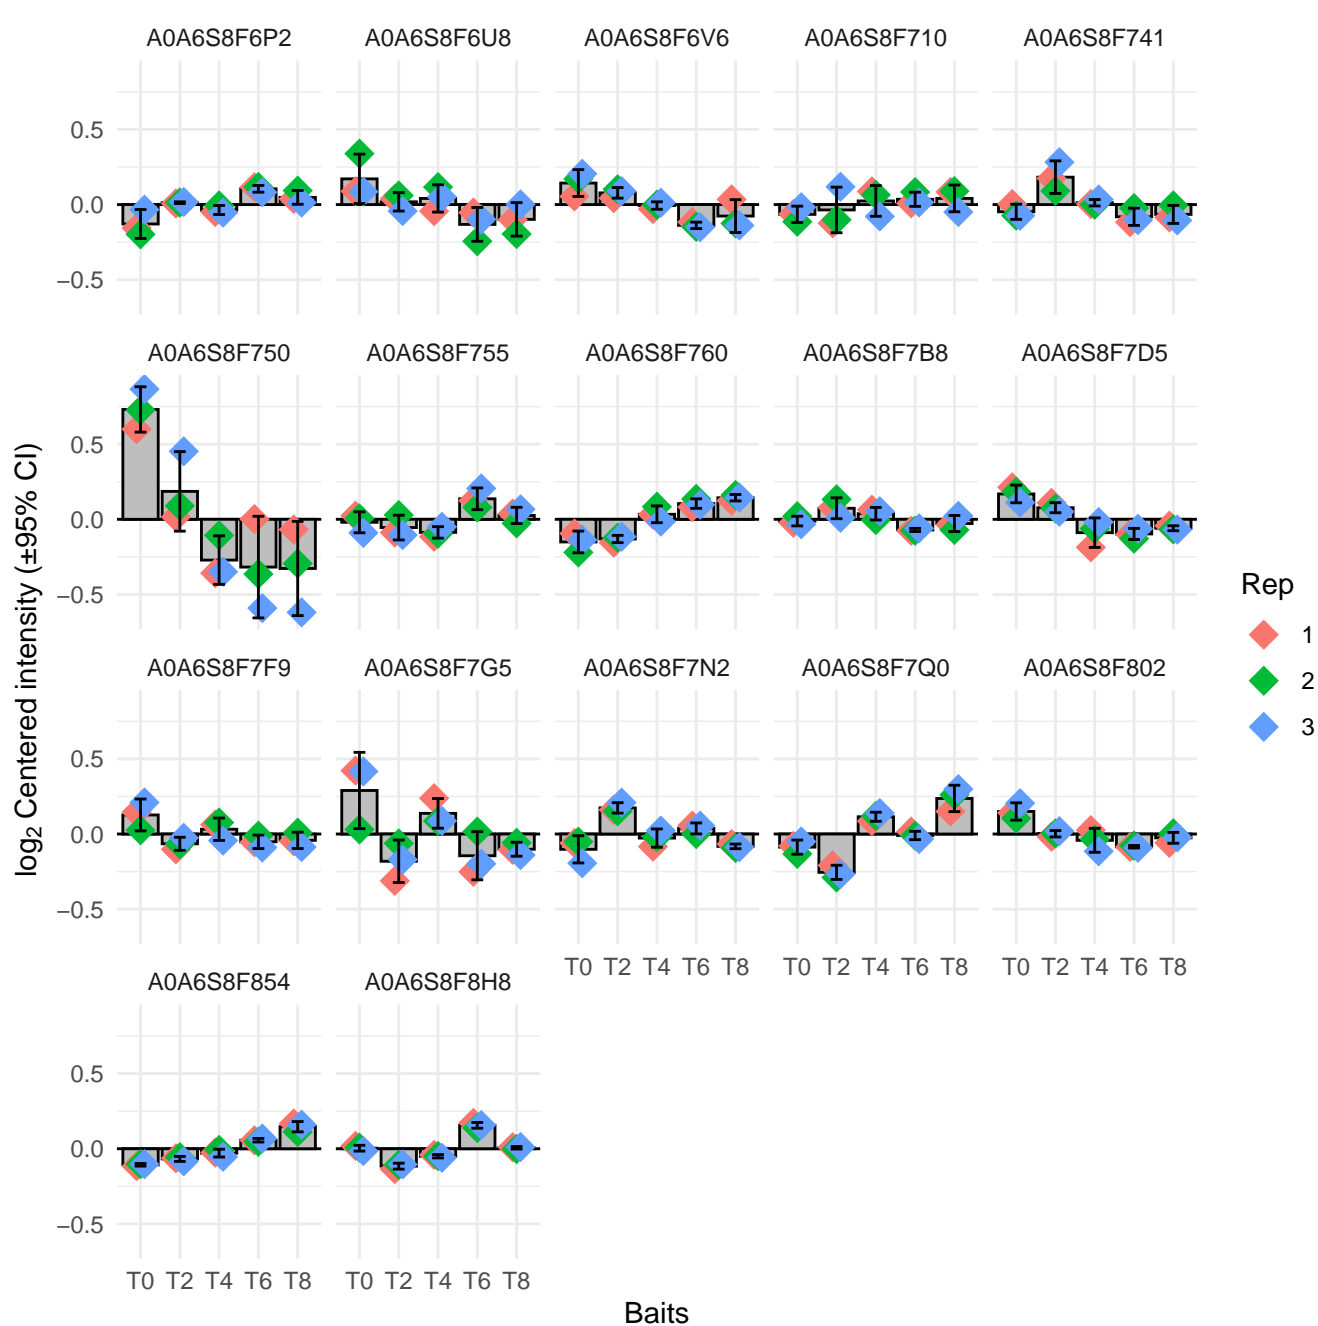 A0A6S8F6P2 A0A6S8F6U8 A0A6S8F6V6 A0A6S8F710 A0A6S8F741
0.5
0.0
−0.5
A0A6S8F750 A0A6S8F755 A0A6S8F760 A0A6S8F7B8 A0A6S8F7D5
0.5
0.0
−0.5
A0A6S8F7F9 A0A6S8F7G5 A0A6S8F7N2 A0A6S8F7Q0 A0A6S8F802
0.5
0.0
−0.5
T0 T2 T4 T6 T8 T0 T2 T4 T6 T8 T0 T2 T4 T6 T8
A0A6S8F854 A0A6S8F8H8
0.5
0.0
−0.5
T0 T2 T4 T6 T8 T0 T2 T4 T6 T8
Baits
log₂ Centered intensity (±95% CI)
Rep
1
2
3